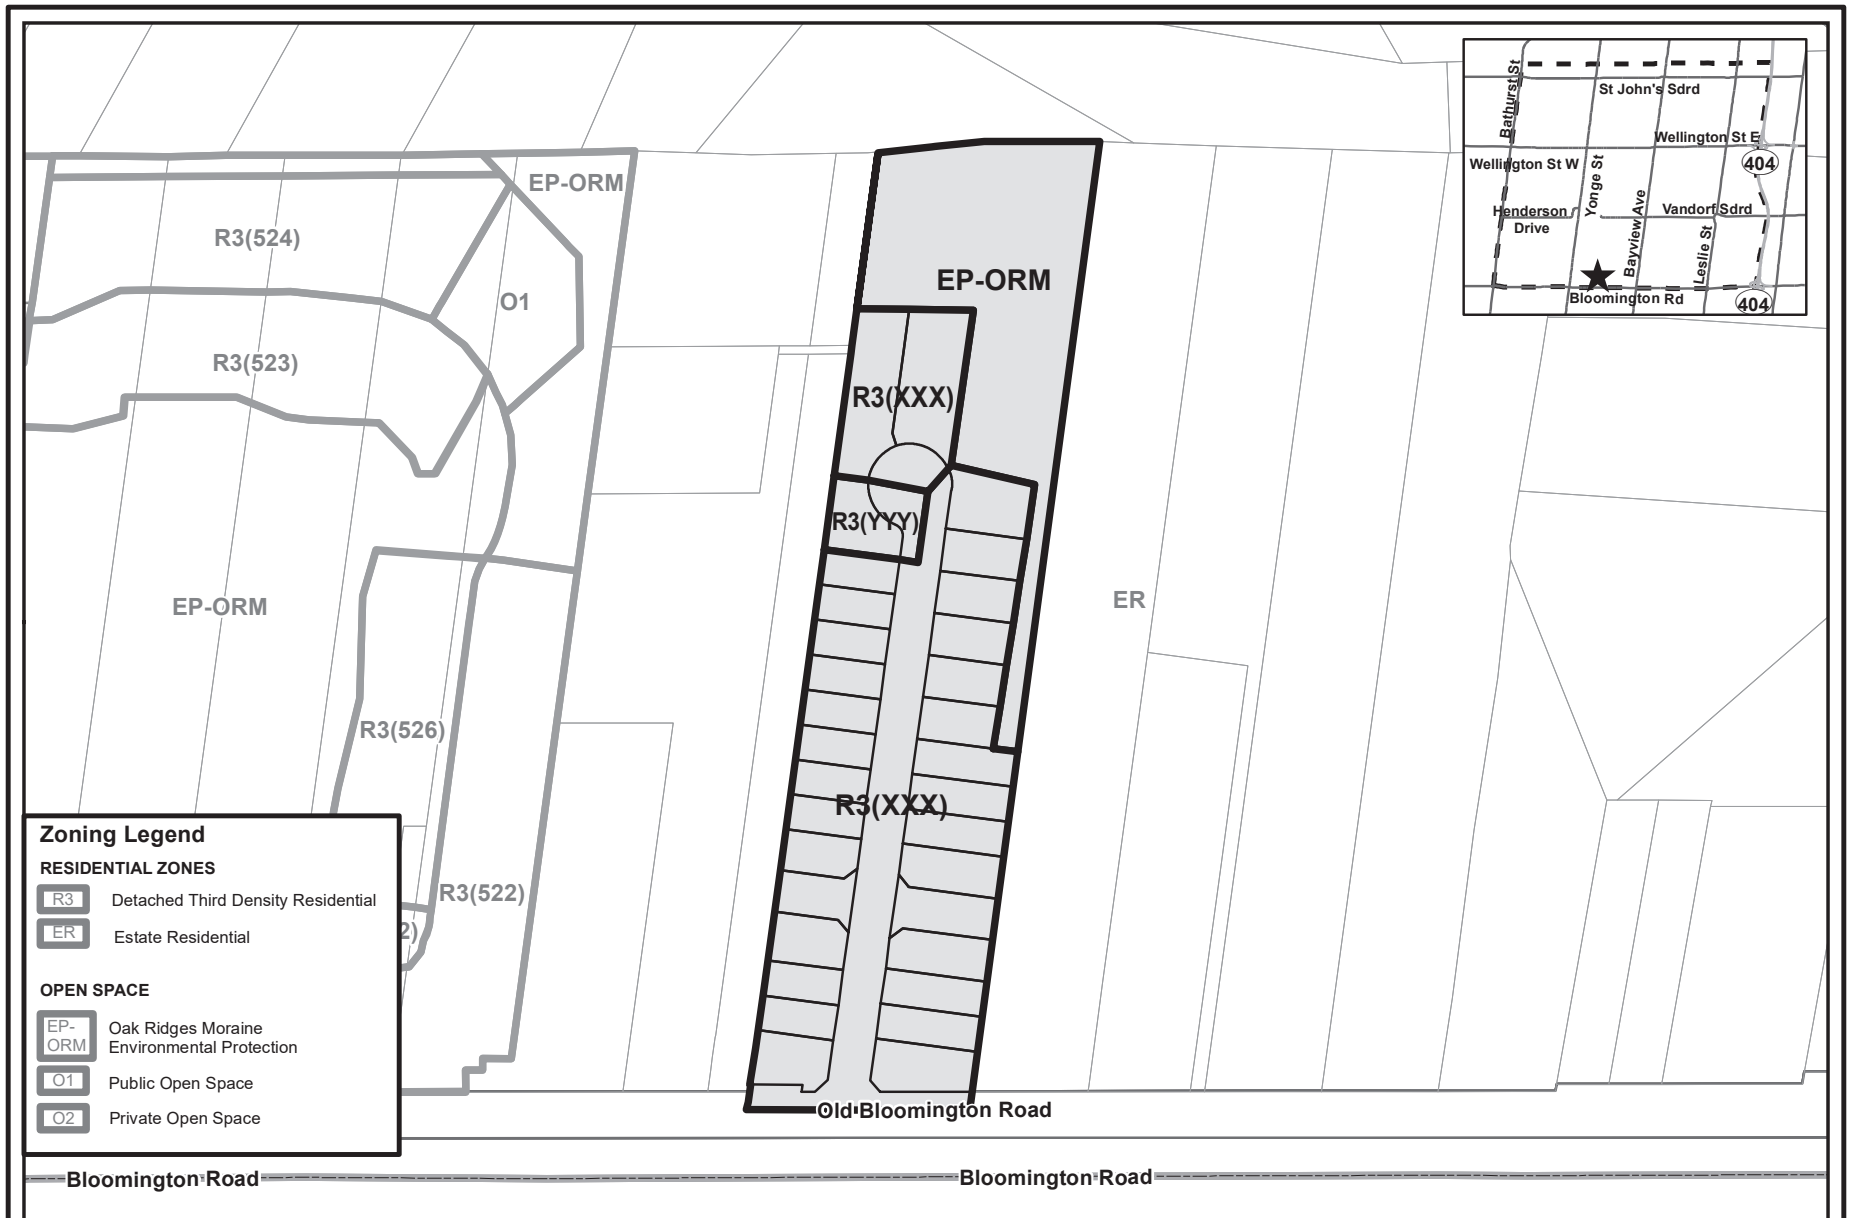 St John's Sdrd
Bathurst St
Wellington St E
404
Wellington St W
Yonge St
Henderson
Drive
Vandorf Sdrd
Bayview Ave
Leslie St
Bloomington Rd
404
EP-ORM
R3(524)
O1
R3(523)
EP-ORM
R3(XXX)
R3(YYY)
ER
EP-ORM
R3(526)
R3(XXX)
R3(522)
2)
Zoning Legend
RESIDENTIAL ZONES
R3 Detached Third Density Residential
ER Estate Residential
OPEN SPACE
EP-
ORM
Oak Ridges Moraine
Environmental Protection
O1 Public Open Space
O2 Private Open Space
Old Bloomington Road
Bloomington Road
Bloomington Road